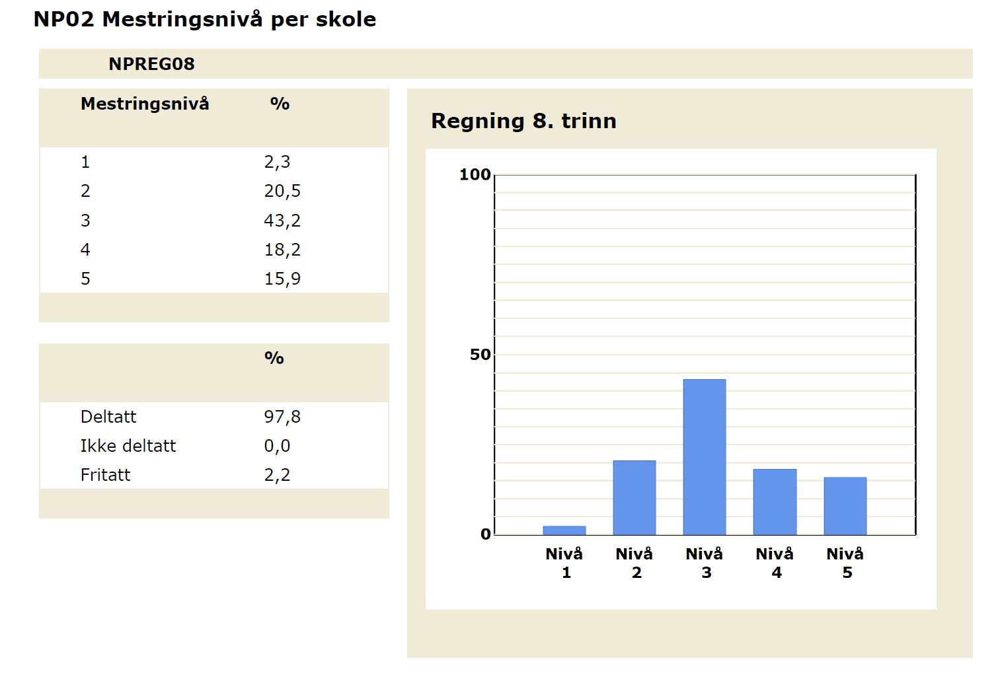 NP02 Mestringsnivå per skole
NPREG08
Mestringsnivå %
1 2,3
2 20,5
3 43,2
4 18,2
5 15,9
%
Deltatt 97,8
Ikke deltatt 0,0
Fritatt 2,2
Regning 8. trinn
100
50
0
Nivå Nivå Nivå Nivå Nivå
1 2 3 4 5